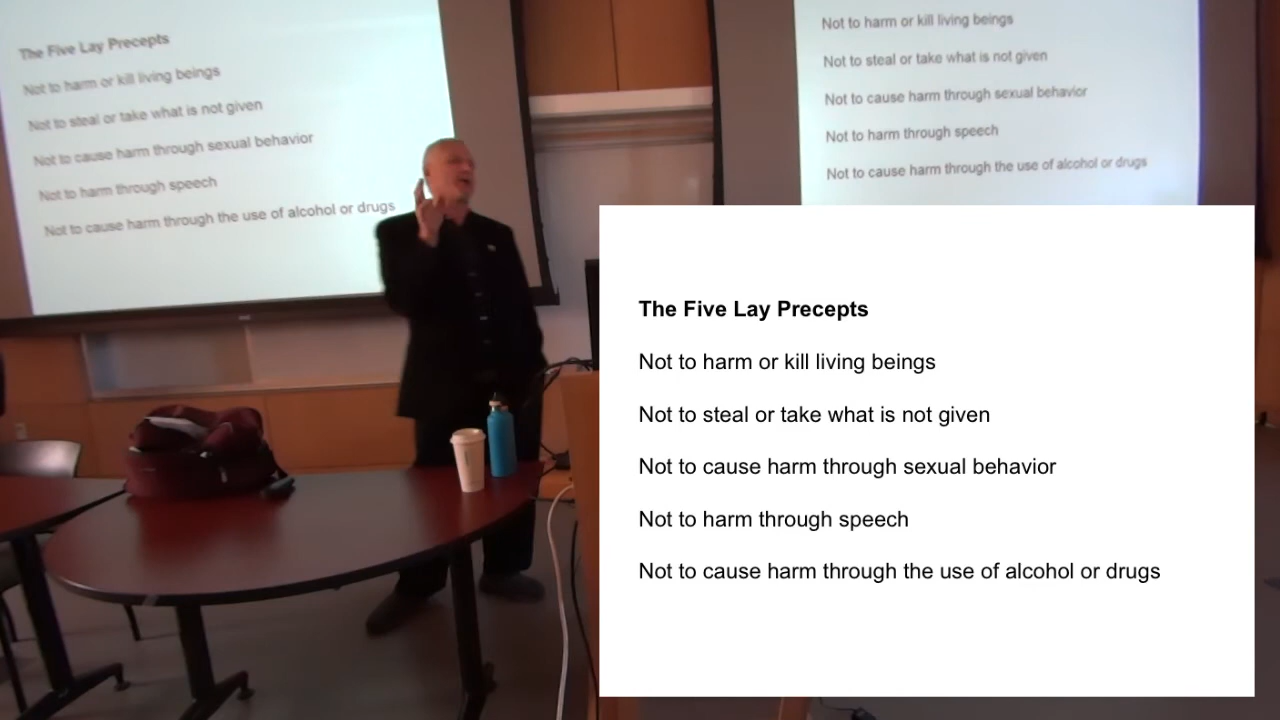 The Five Lay Precepts
Not to harm or kill living beings
Not to steal or take what is not given
Not to cause harm through sexual behavior
Not to harm through speech
Not to cause harm through the use of alcohol or drugs
Not to harm or kill living beings
Not to steal or take what is not given
Not to cause harm through sexual behavior
Not to harm through speech
Not to cause harm through the use of alcohol or drugs
The Five Lay Precepts
Not to harm or kill living beings
Not to steal or take what is not given
Not to cause harm through sexual behavior
Not to harm through speech
Not to cause harm through the use of alcohol or drugs